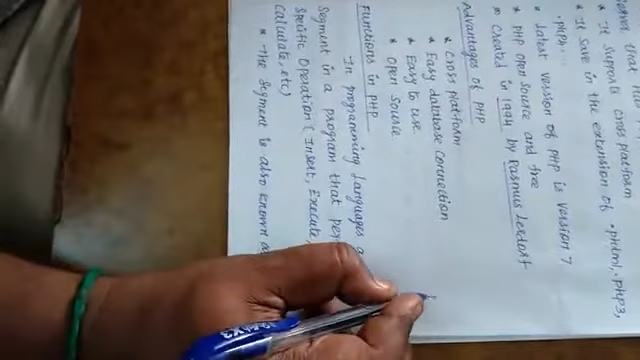 that
* It supports cross platform
* It save in the extension of .phtml, .PHP3,
.php4...
* Latest version of PHP is version 7
* PHP open source and free
* Created in 1994 by Rasmus Lerdorf
Advantages of PHP
* Cross platform
* Easy database connection
* Easy to use
* Open Source
Functions in PHP
In programming languages a
Segment in a program that per
Specific Operation (Insert, Execute,
Calculate, etc)
* The Segment is also known as